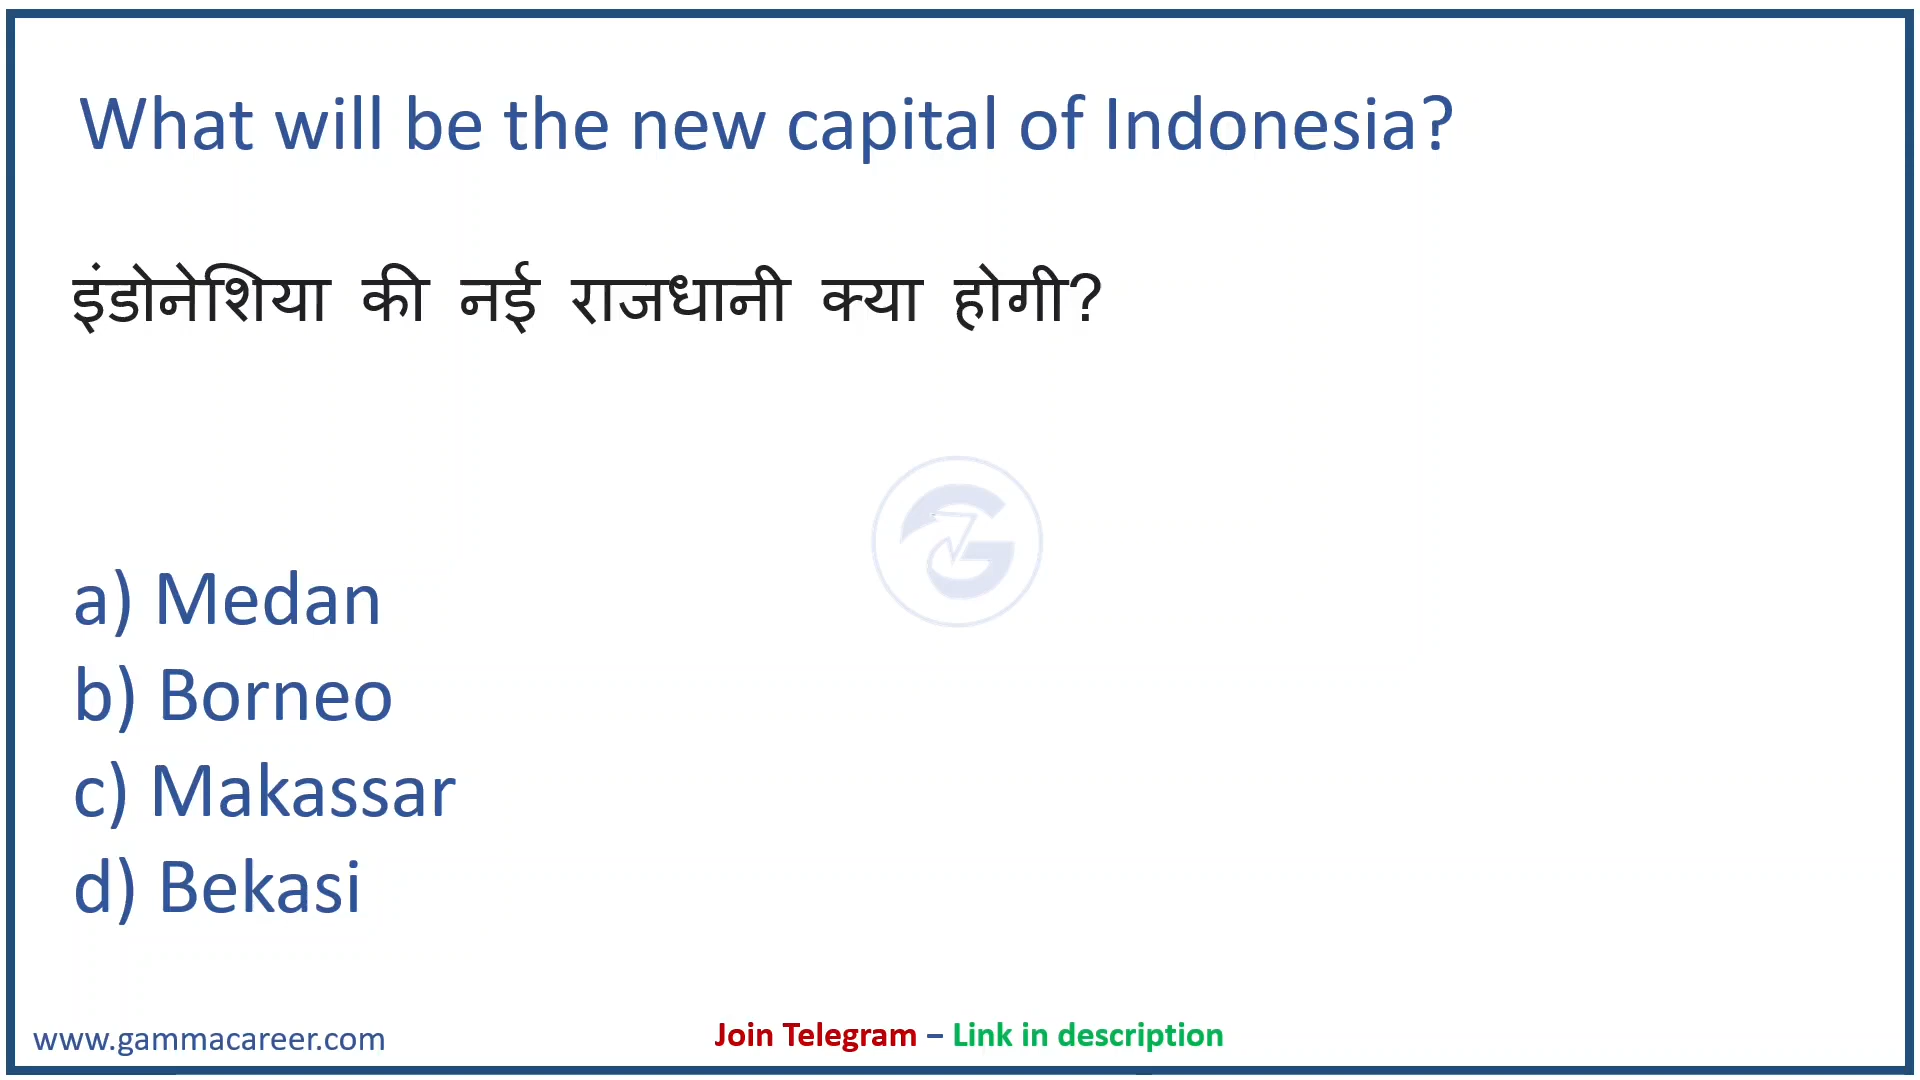 What will be the new capital of Indonesia?
इंडोनेशिया की नई राजधानी क्या होगी?
a) Medan
b) Borneo
c) Makassar
d) Bekasi
www.gammacareer.com
Join Telegram – Link in description